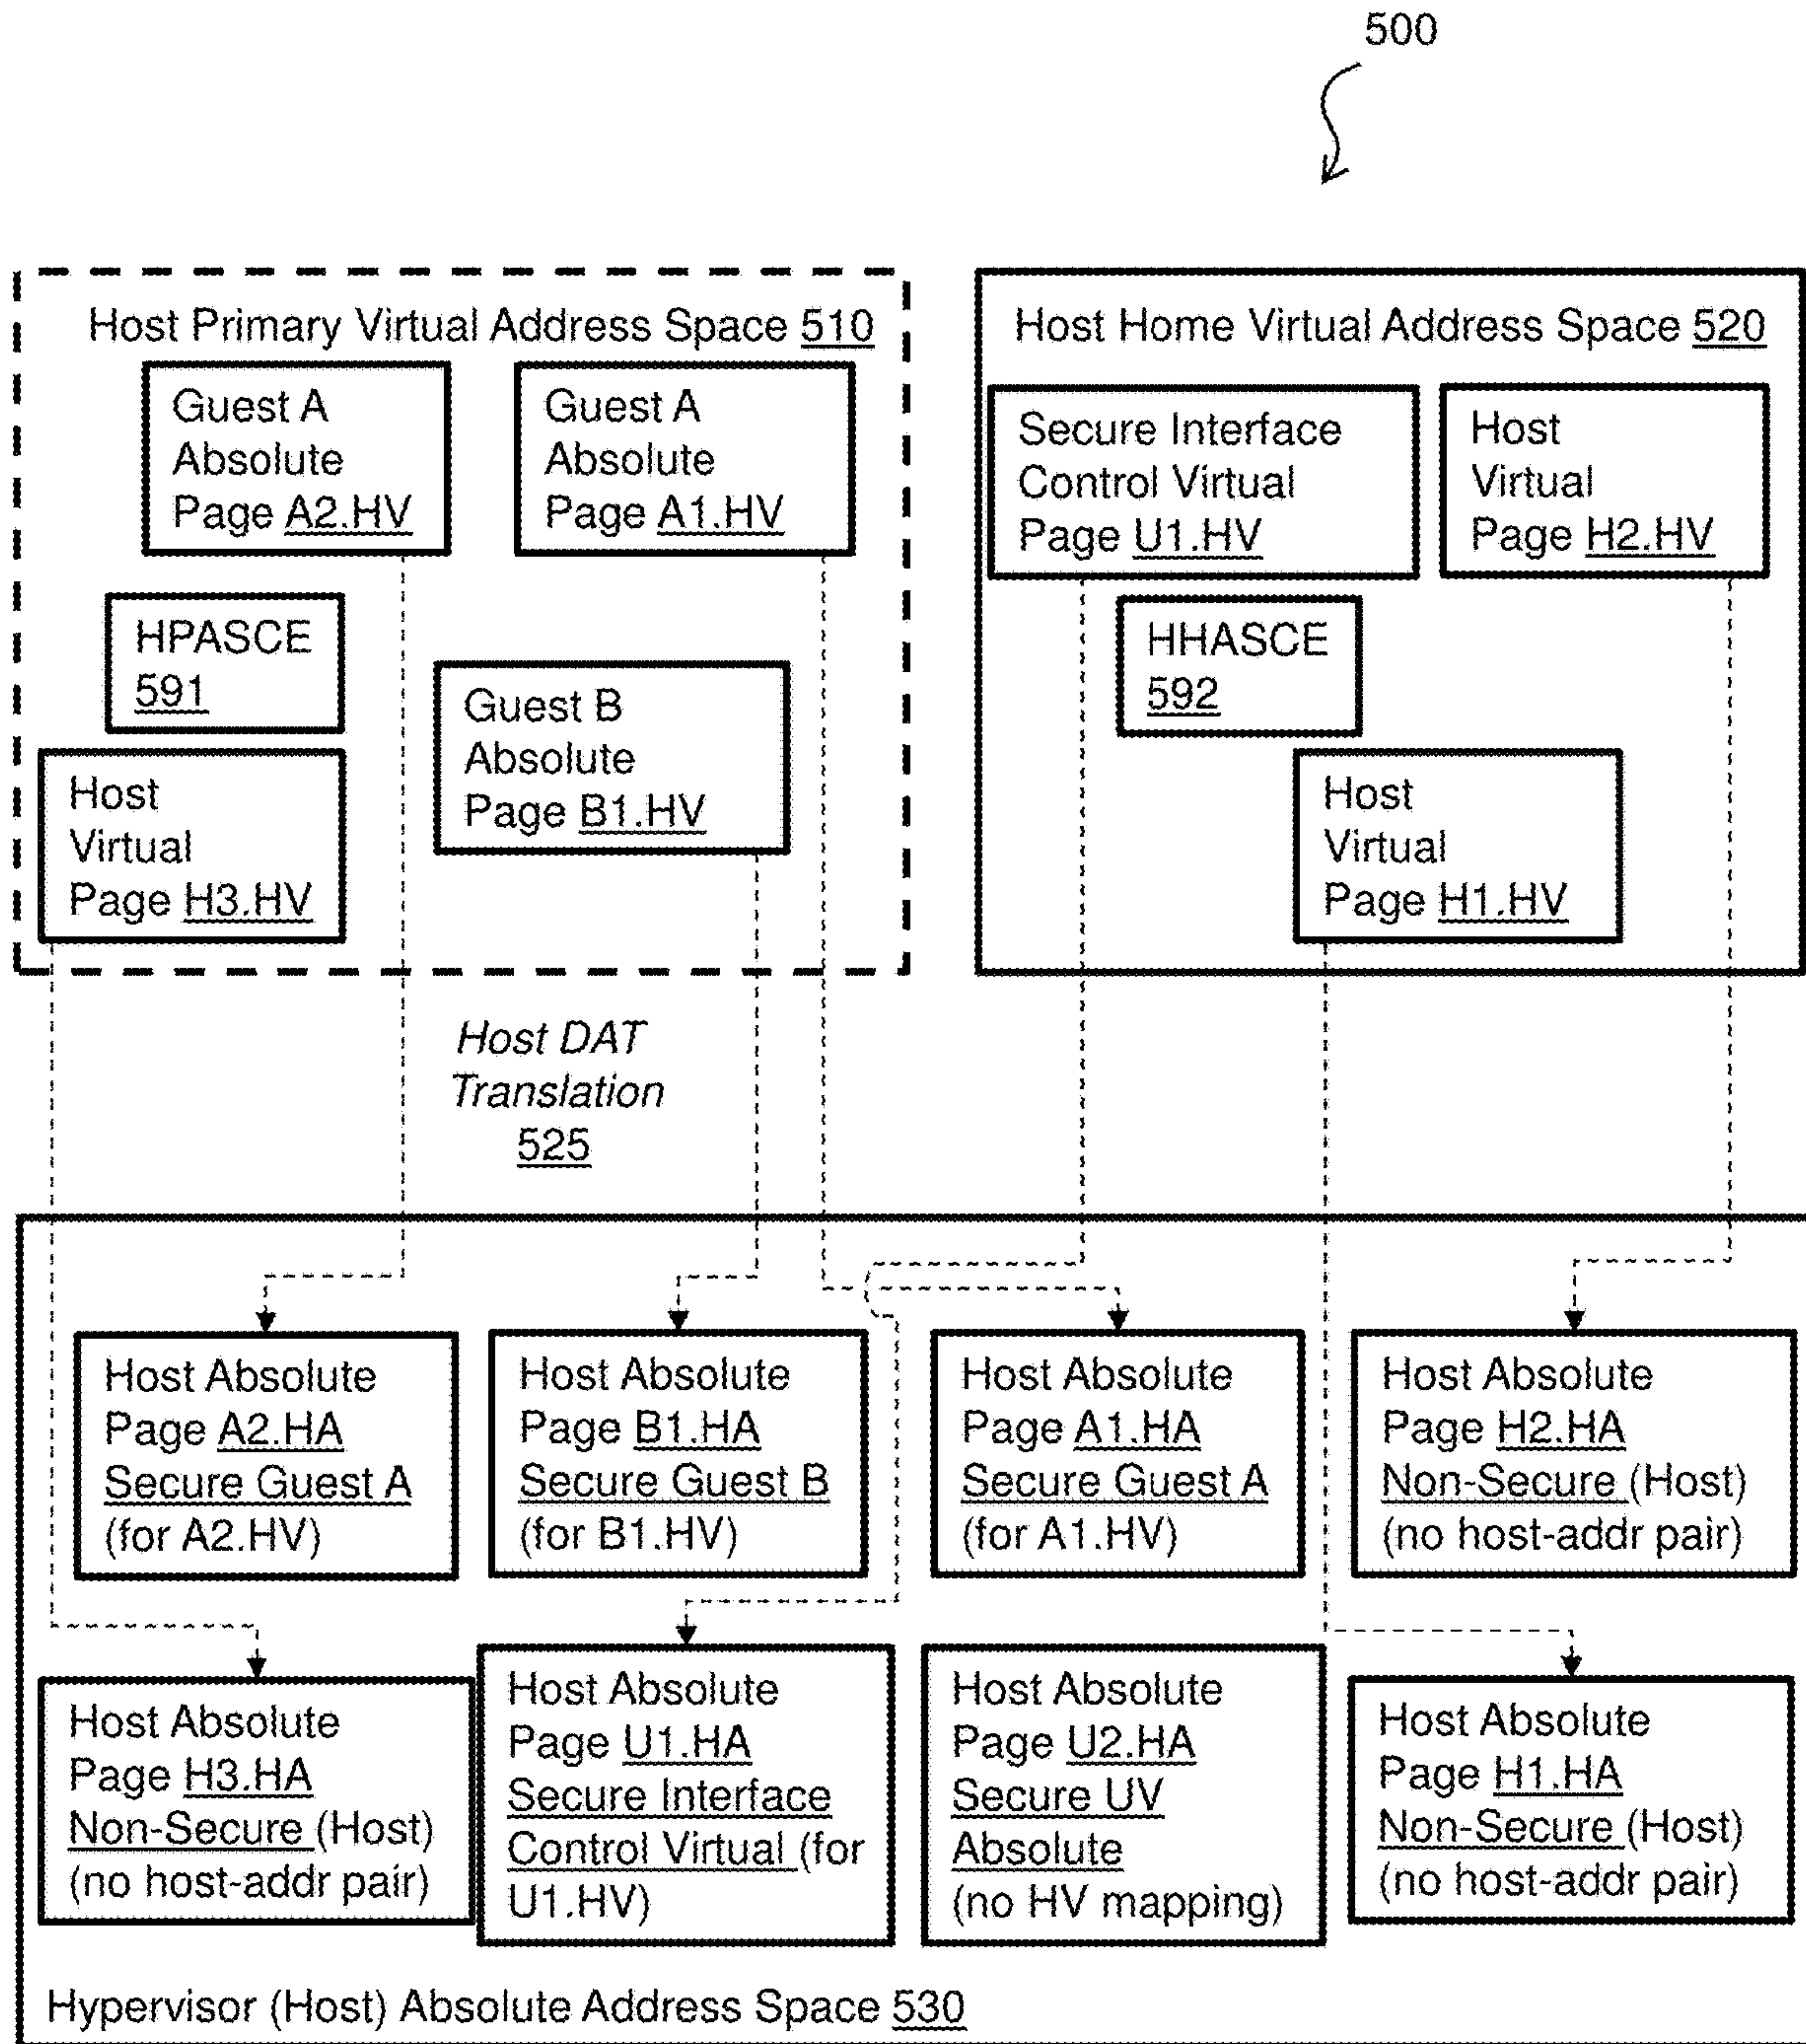 500
Host Primary Virtual Address Space 510
Guest A
Absolute
Page A2.HV
Guest A
Absolute
Page A1.HV
HPASCE
591
Guest B
Absolute
Page B1.HV
Host
Virtual
Page H3.HV
Host Home Virtual Address Space 520
Secure Interface
Control Virtual
Page U1.HV
Host
Virtual
Page H2.HV
HHASCE
592
Host
Virtual
Page H1.HV
Host DAT
Translation
525
Host Absolute
Page A2.HA
Secure Guest A
(for A2.HV)
Host Absolute
Page B1.HA
Secure Guest B
(for B1.HV)
Host Absolute
Page A1.HA
Secure Guest A
(for A1.HV)
Host Absolute
Page H2.HA
Non-Secure (Host)
(no host-addr pair)
Host Absolute
Page H3.HA
Non-Secure (Host)
(no host-addr pair)
Host Absolute
Page U1.HA
Secure Interface
Control Virtual (for
U1.HV)
Host Absolute
Page U2.HA
Secure UV
Absolute
(no HV mapping)
Host Absolute
Page H1.HA
Non-Secure (Host)
(no host-addr pair)
Hypervisor (Host) Absolute Address Space 530